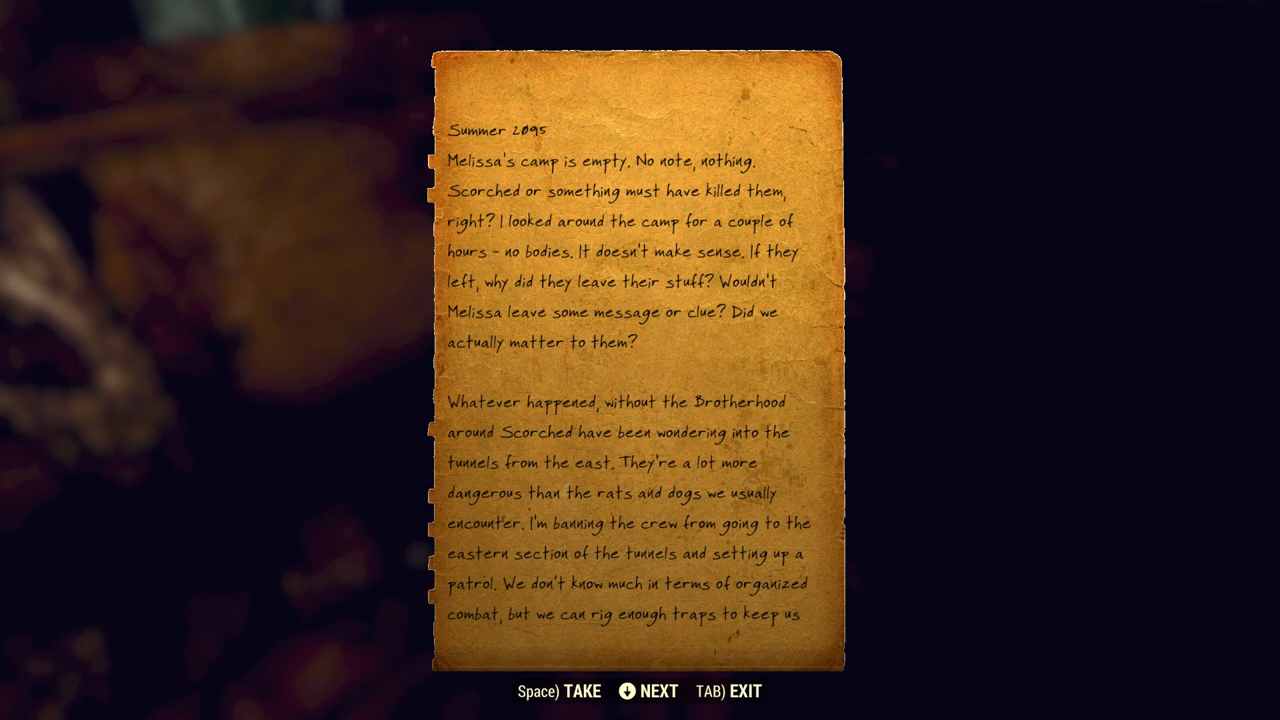 Summer 2095
Melissa's camp is empty. No note, nothing.
Scorched or something must have killed them,
right? I looked around the camp for a couple of
hours - no bodies. It doesn't make sense. If they
left, why did they leave their stuff? Wouldn't
Melissa leave some message or clue? Did we
actually matter to them?
Whatever happened, without the Brotherhood
around Scorched have been wondering into the
tunnels from the east. They're a lot more
dangerous than the rats and dogs we usually
encounter. I'm banning the crew from going to the
eastern section of the tunnels and setting up a
patrol. We don't know much in terms of organized
combat, but we can rig enough traps to keep us
Space) TAKE NEXT TAB) EXIT